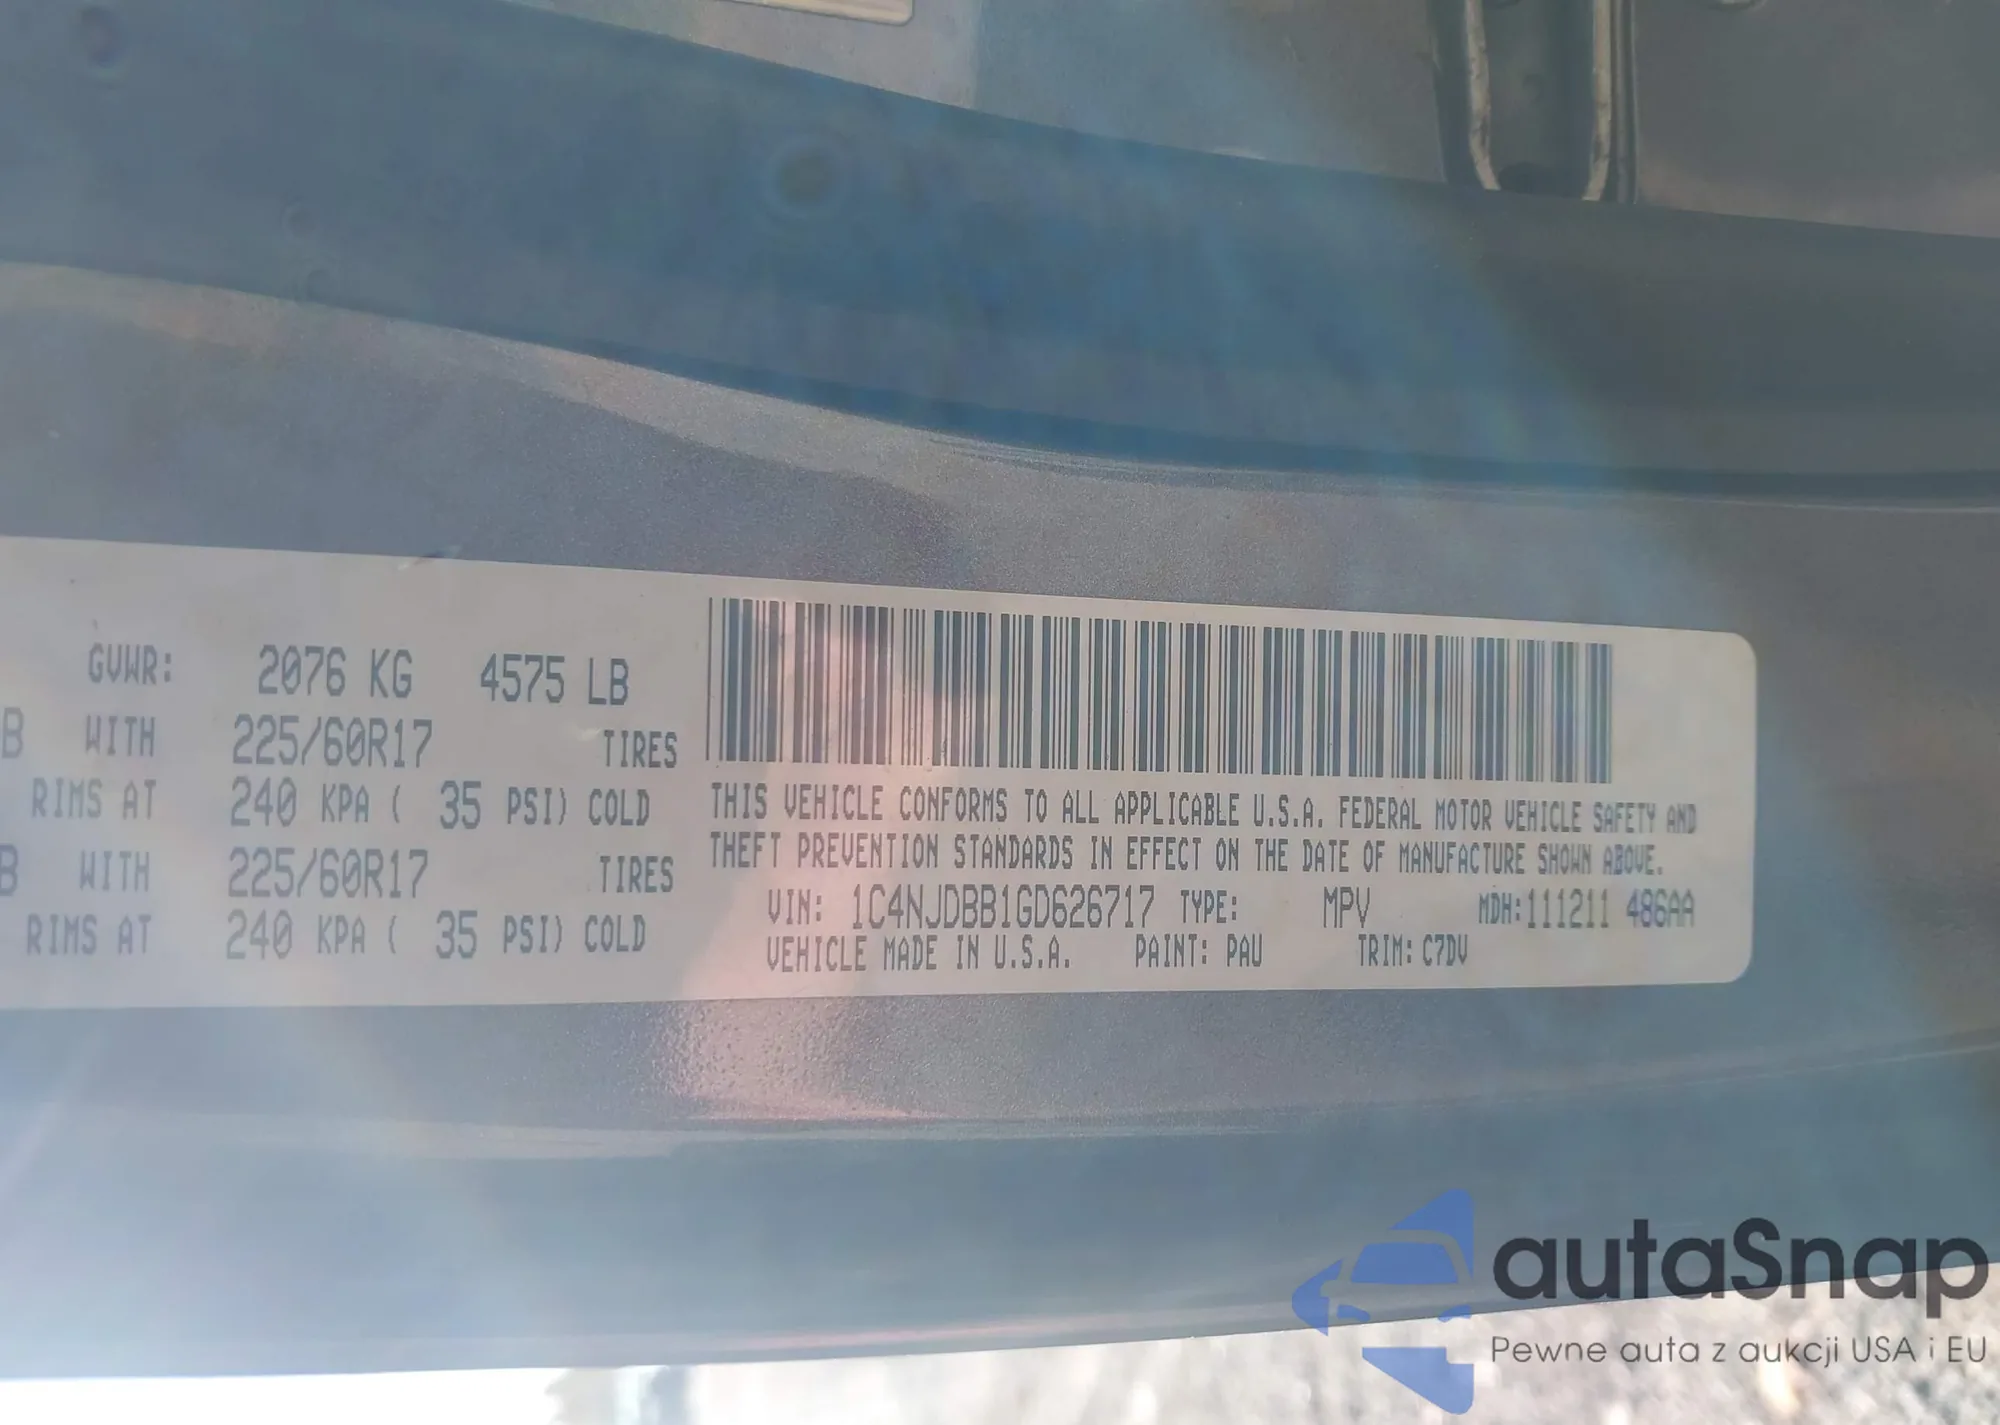 GVWR: 2076 KG 4575 LB
B WITH 225/60R17 TIRES
RIMS AT 240 KPA ( 35 PSI) COLD
B WITH 225/60R17 TIRES
RIMS AT 240 KPA ( 35 PSI) COLD
THIS VEHICLE CONFORMS TO ALL APPLICABLE U.S.A. FEDERAL MOTOR VEHICLE SAFETY AND
THEFT PREVENTION STANDARDS IN EFFECT ON THE DATE OF MANUFACTURE SHOWN ABOVE.
VIN: 1C4NJDBB1GD626717 TYPE: MPV MDH:111211 486AA
VEHICLE MADE IN U.S.A. PAINT: PAU TRIM: C7DV
autaSnap
Pewne auta z aukcji USA i EU